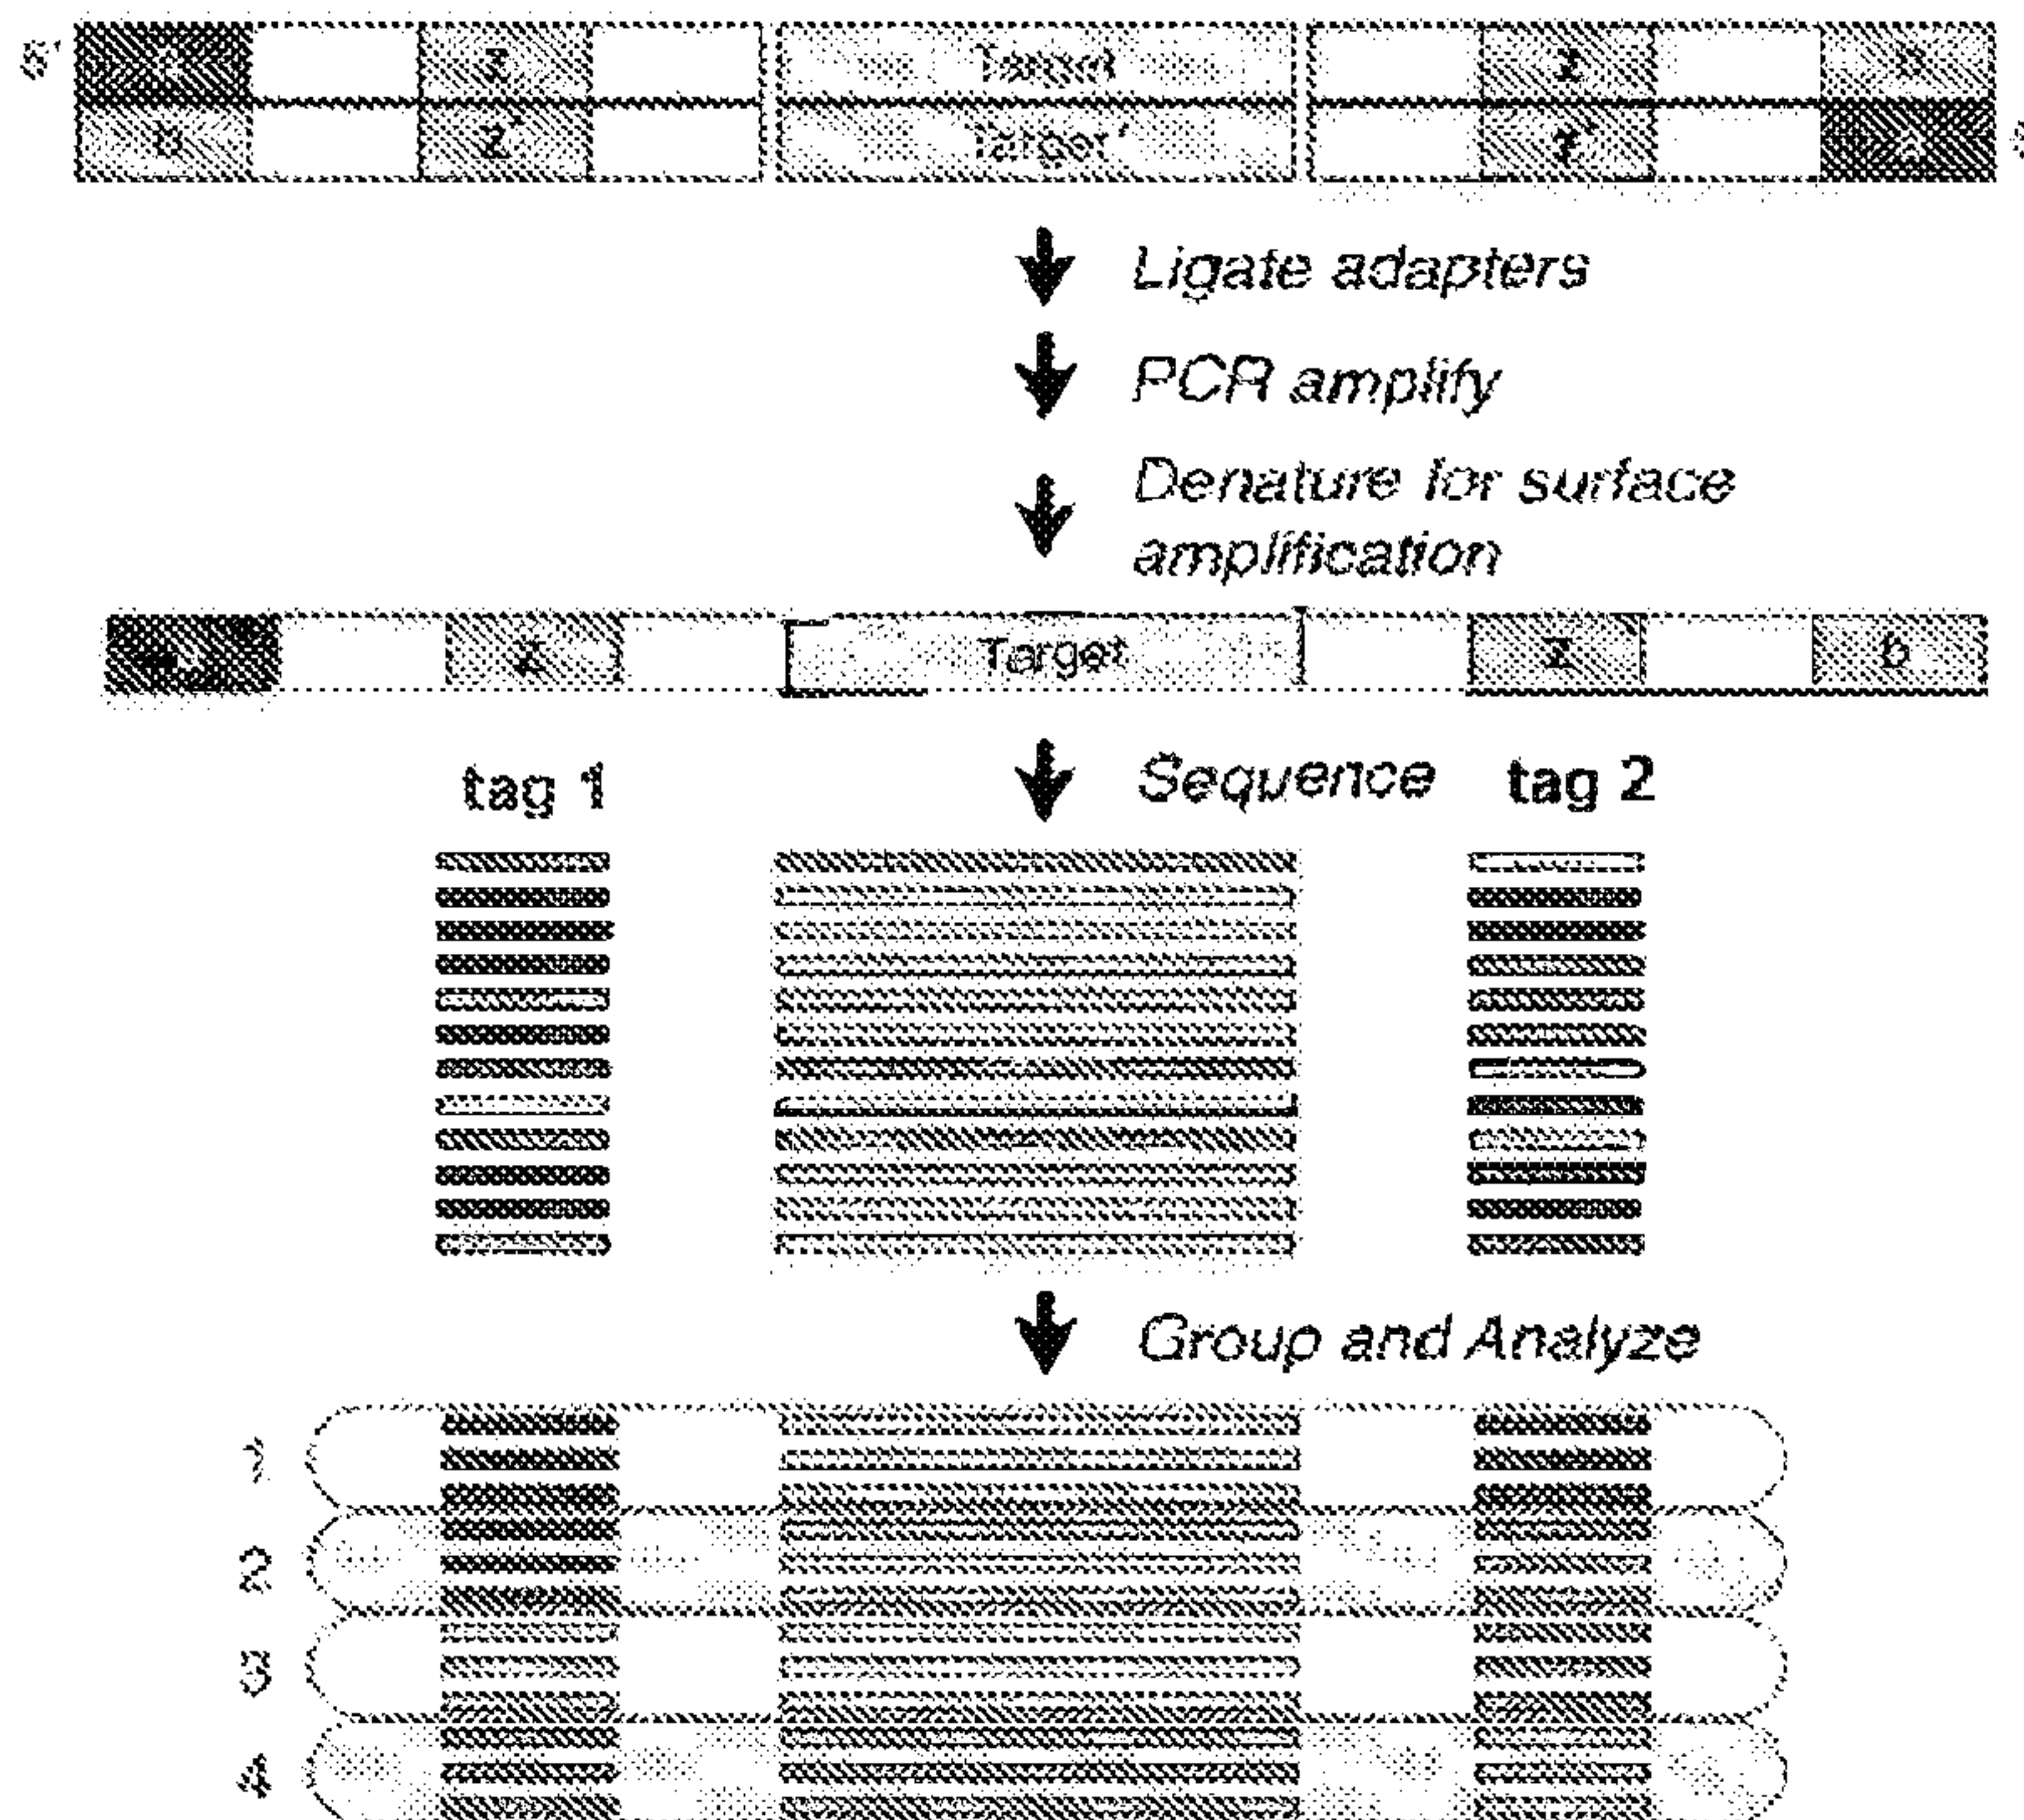 5'
z
Target
z
b
z'
Target'
Ligate adapters
PCR amplify
Denature for surface
amplification
z
Target
z
b
Sequence
tag 1
tag 2
Group and Analyze
1
2
3
4